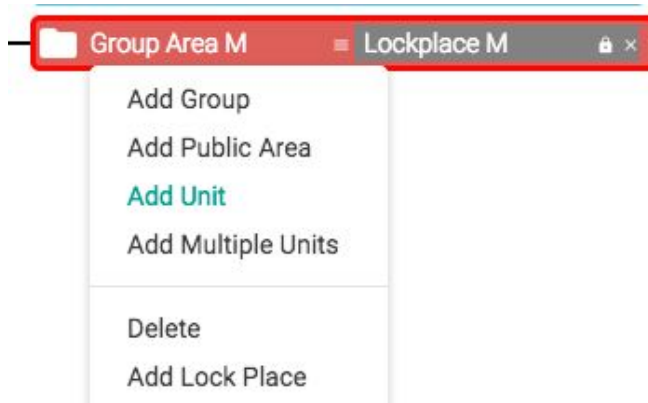 Group Area M Lockplace M
Add Group
Add Public Area
Add Unit
Add Multiple Units
Delete
Add Lock Place